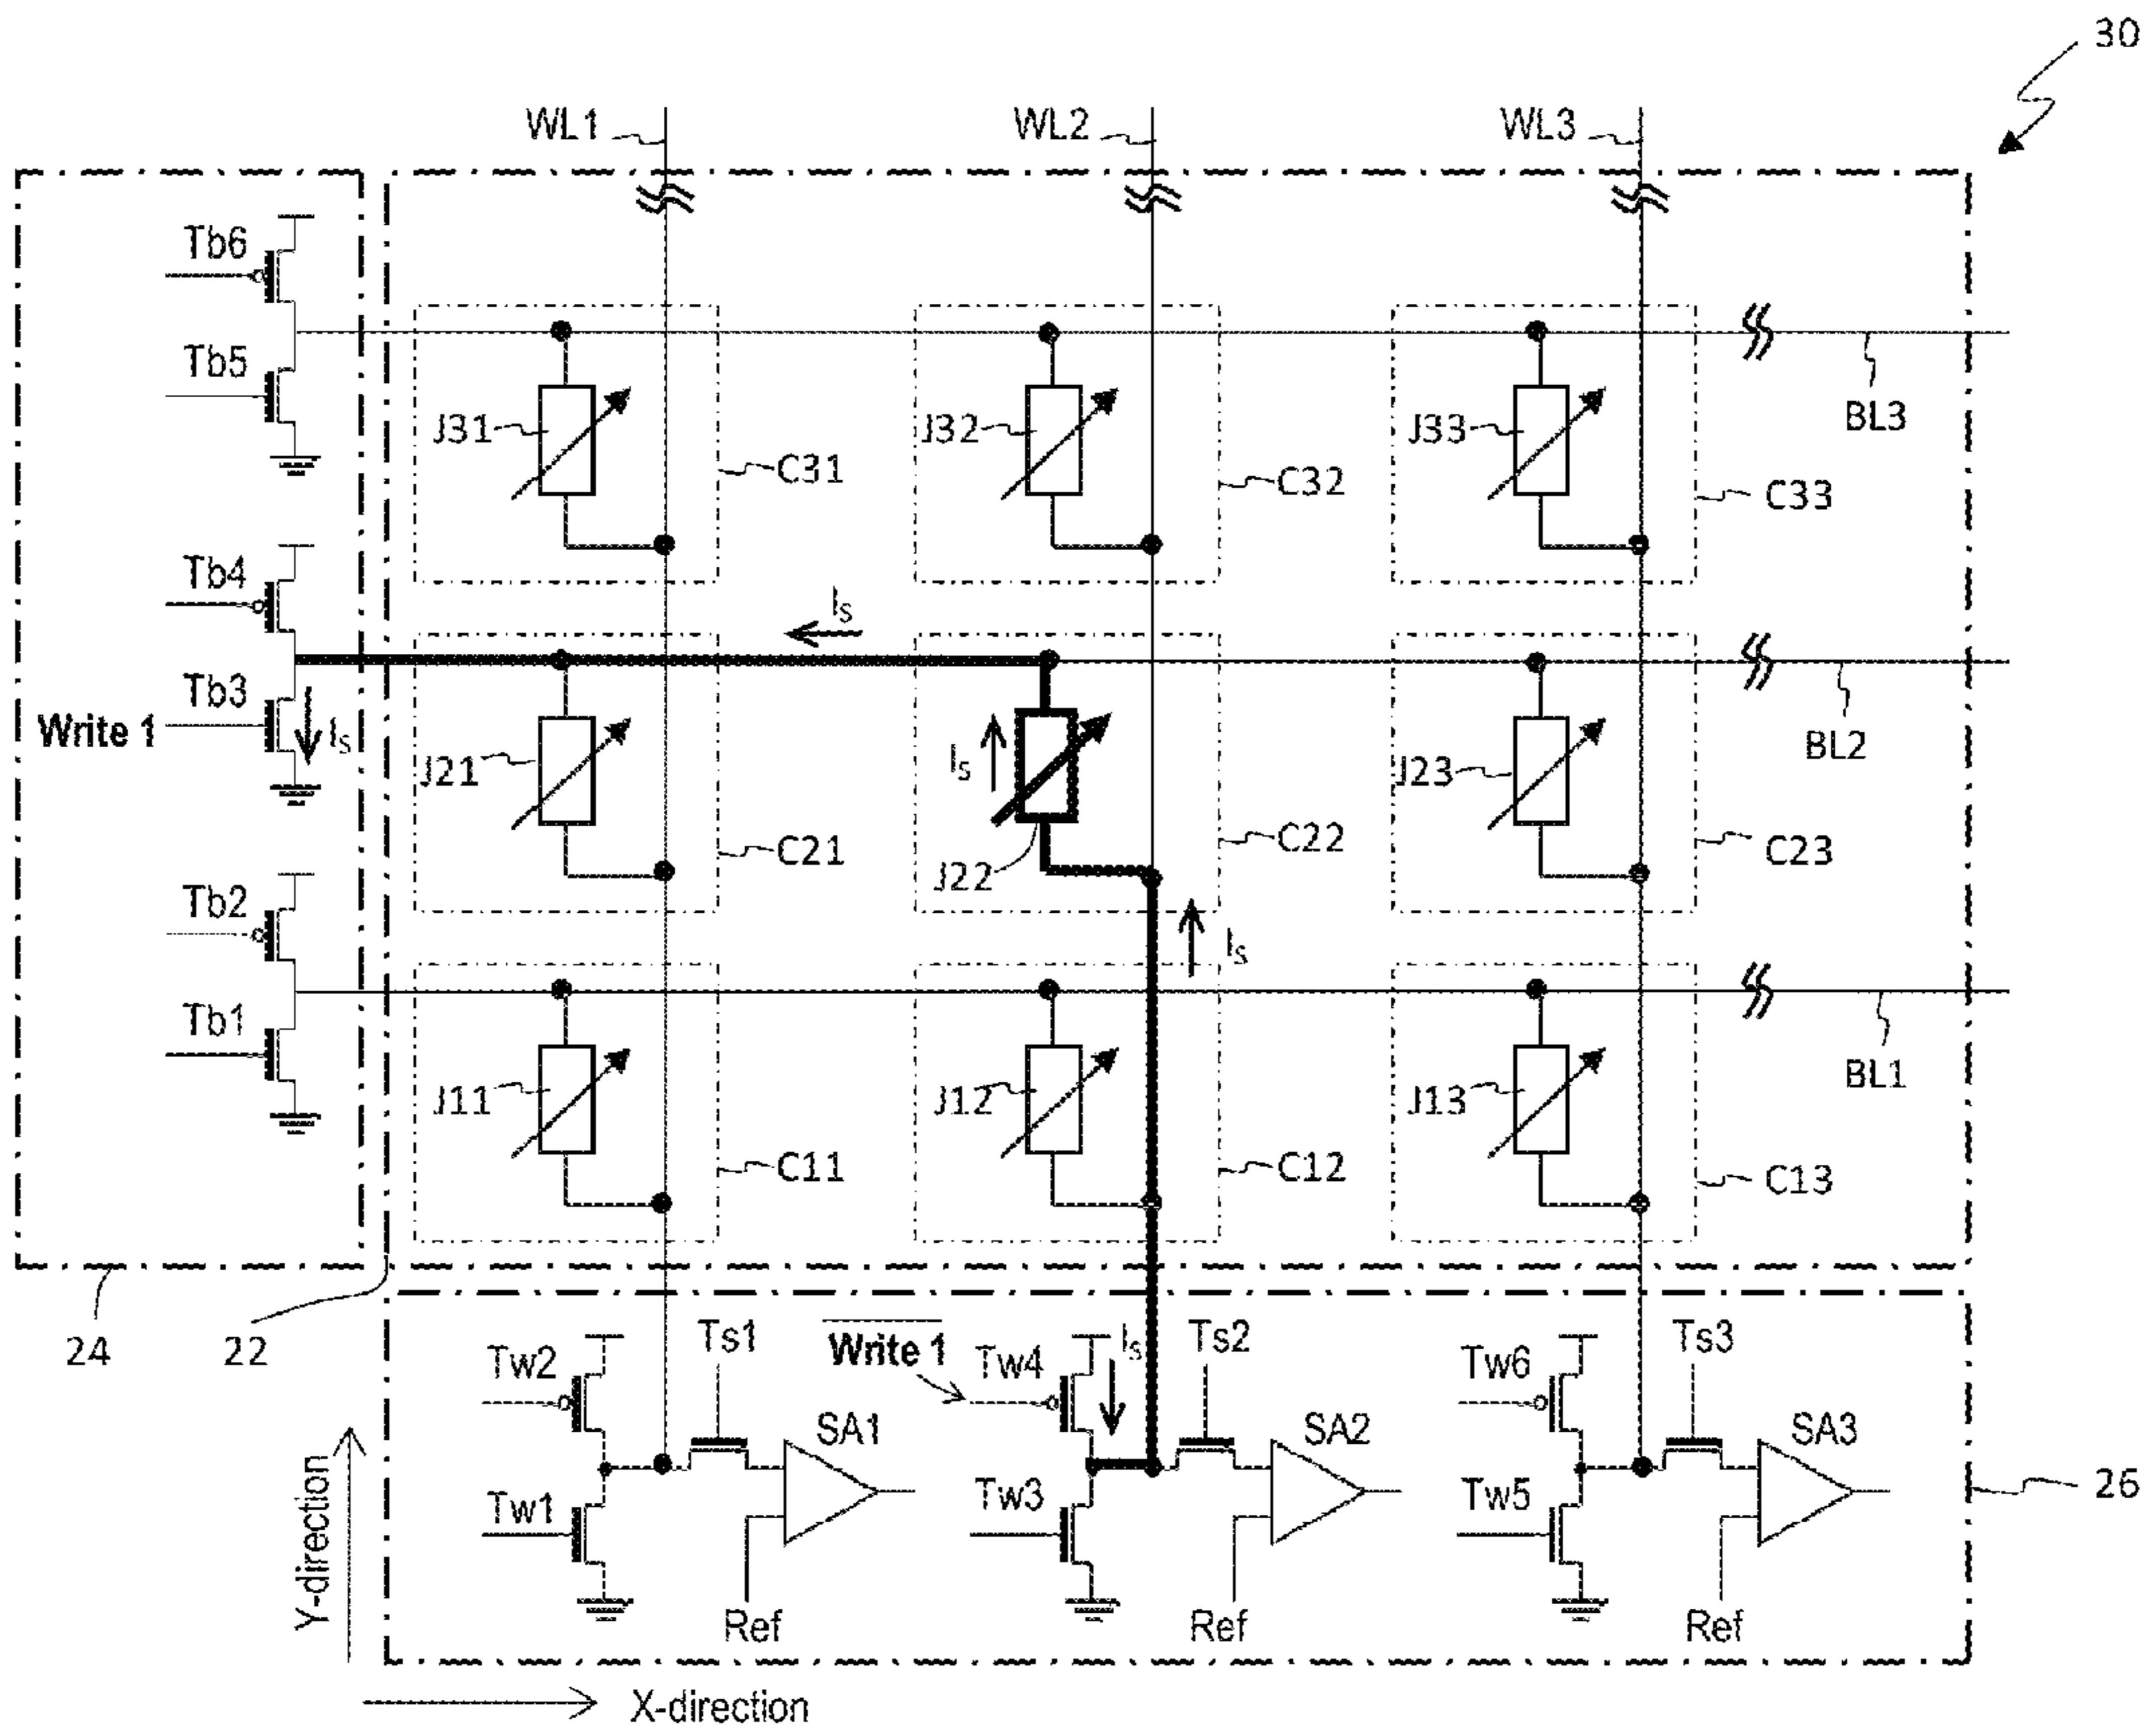 30
WL1
WL2
WL3
Tb6
Tb5
J31
J32
J33
BL3
C31
C32
C33
Tb4
Is
Tb3
Write 1
Is
J21
Is
J23
BL2
C21
J22
C22
C23
Tb2
Is
Tb1
J11
J12
J13
BL1
C11
C12
C13
24
22
Tw2
Ts1
Write 1
Tw4
Is
Ts2
Tw6
Ts3
SA1
SA2
SA3
Tw1
Tw3
Tw5
26
Ref
Ref
Ref
Y-direction
X-direction